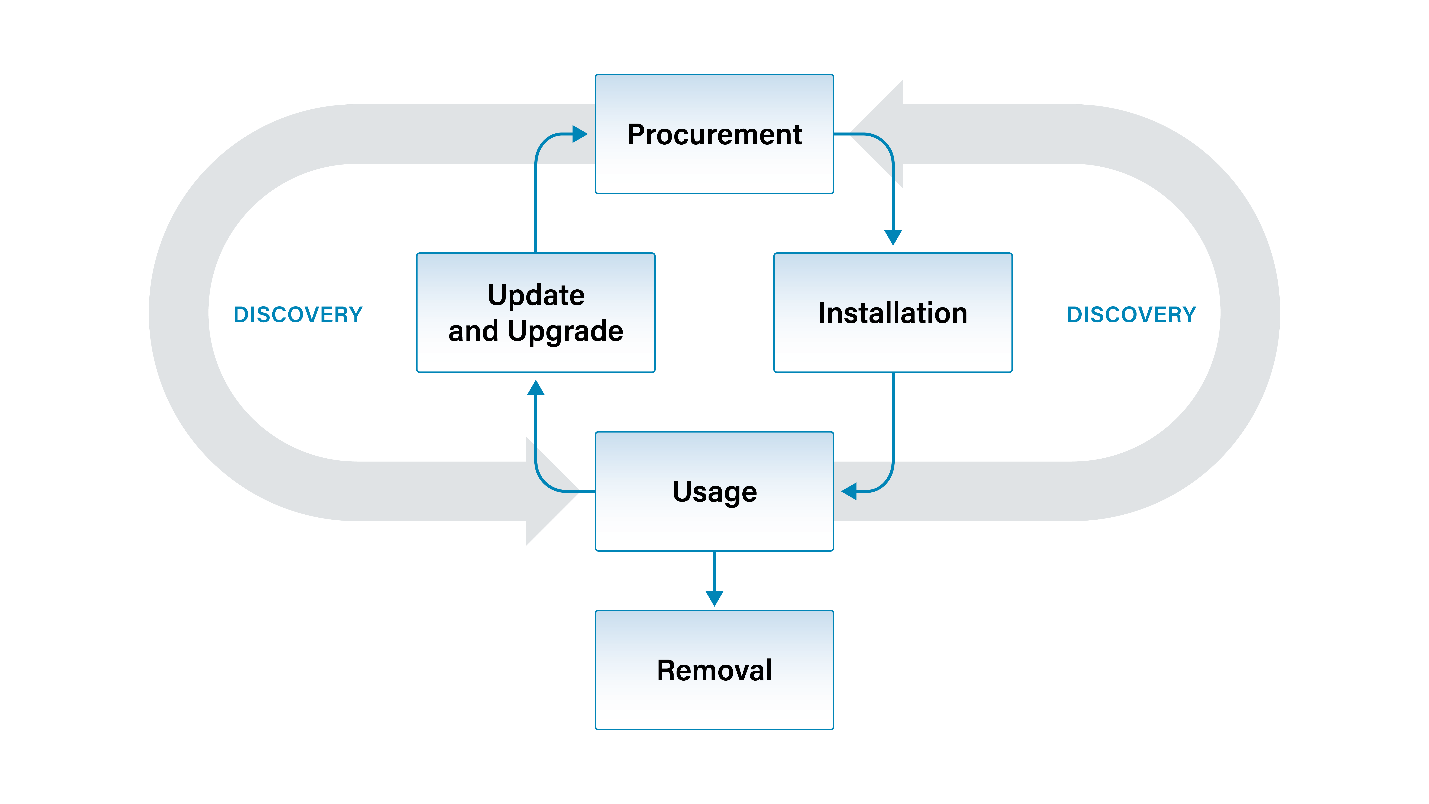 Procurement
DISCOVERY
Update
and Upgrade
Installation
DISCOVERY
Usage
Removal